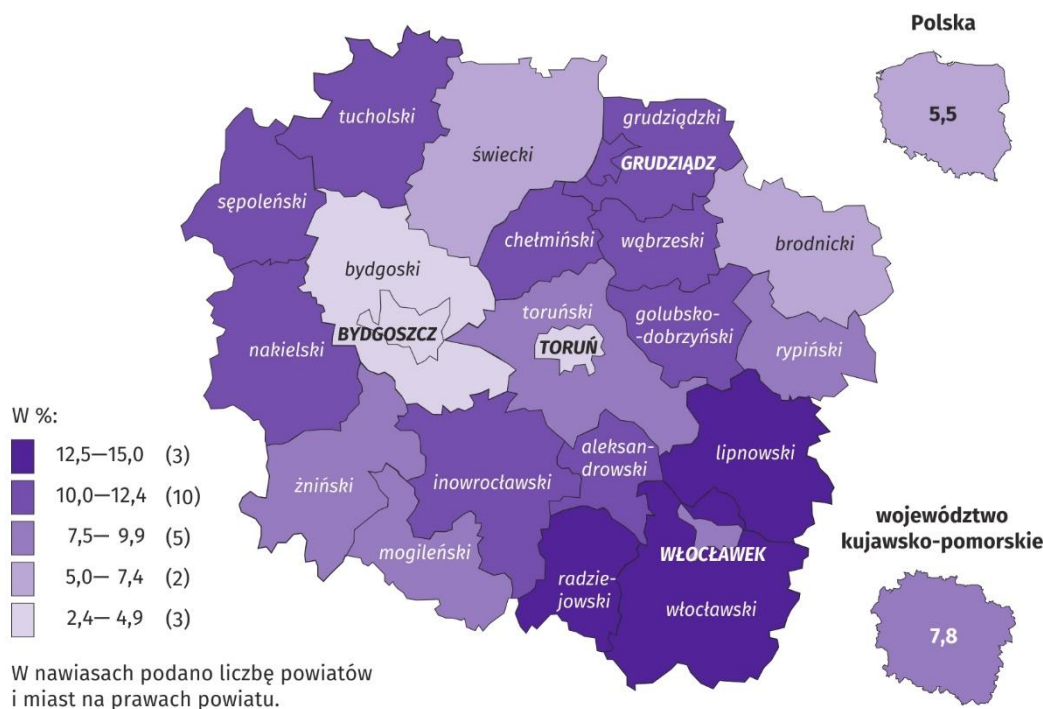 Polska
5,5
tucholski
świecki
grudziądzki
GRUDZIĄDZ
sępoleński
chełmiński
wąbrzeski
brodnicki
bydgoski
toruński
golubsko-
-dobrzyński
BYDGOSZCZ
TORUŃ
nakielski
rypiński
W %:
12,5—15,0 (3)
10,0—12,4 (10)
7,5— 9,9 (5)
5,0— 7,4 (2)
2,4— 4,9 (3)
aleksan-
drowski
lipnowski
żniński
inowrocławski
mogileński
radzie-
jowski
WŁOCŁAWEK
włocławski
województwo
kujawsko-pomorskie
7,8
W nawiasach podano liczbę powiatów
i miast na prawach powiatu.